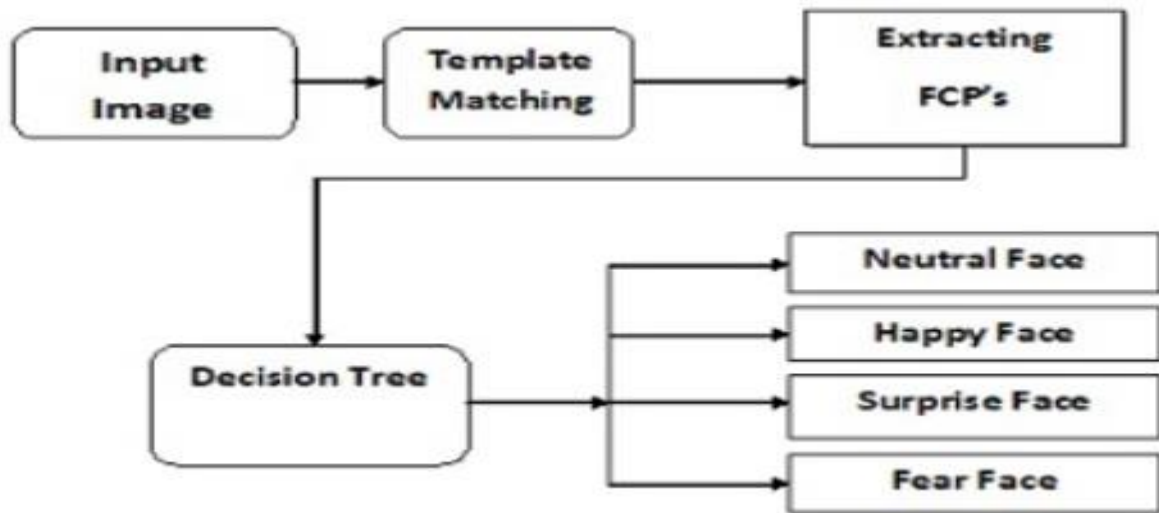 Input
Image
Template
Matching
Extracting
FCP's
Decision Tree
Neutral Face
Happy Face
Surprise Face
Fear Face